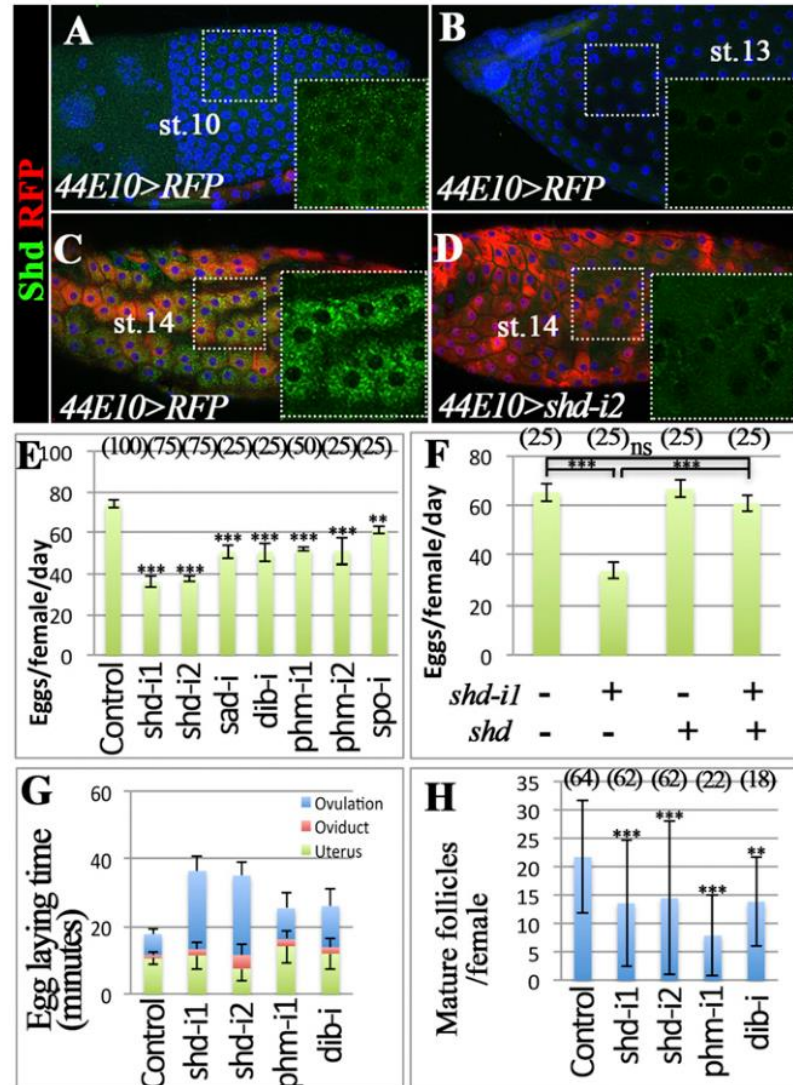 Shd RFP
A
st.10
44E10>RFP
B
st.13
44E10>RFP
C
st.14
44E10>RFP
D
st.14
44E10>shd-i2
E
(100)(75)(75)(25)(25)(50)(25)(25)
100
80
60
40
20
0
Eggs/female/day
*** *** *** *** *** *** **
Control shd-i1 shd-i2 sad-i dib-i phm-i1 phm-i2 spo-i
F
(25) (25) (25) (25)
ns
*** ***
80
60
40
20
0
Eggs/female/day
shd-i1 - + - +
shd - - + +
G
60
40
20
0
Egg laying time
(mınutes)
Ovulation
Oviduct
Uterus
Control shd-i1 shd-i2 phm-i1 dib-i
H
(64) (62) (62) (22) (18)
35
30
25
20
15
10
5
0
Mature follicles
/female
*** *** *** **
Control shd-i1 shd-i2 phm-i1 dib-i